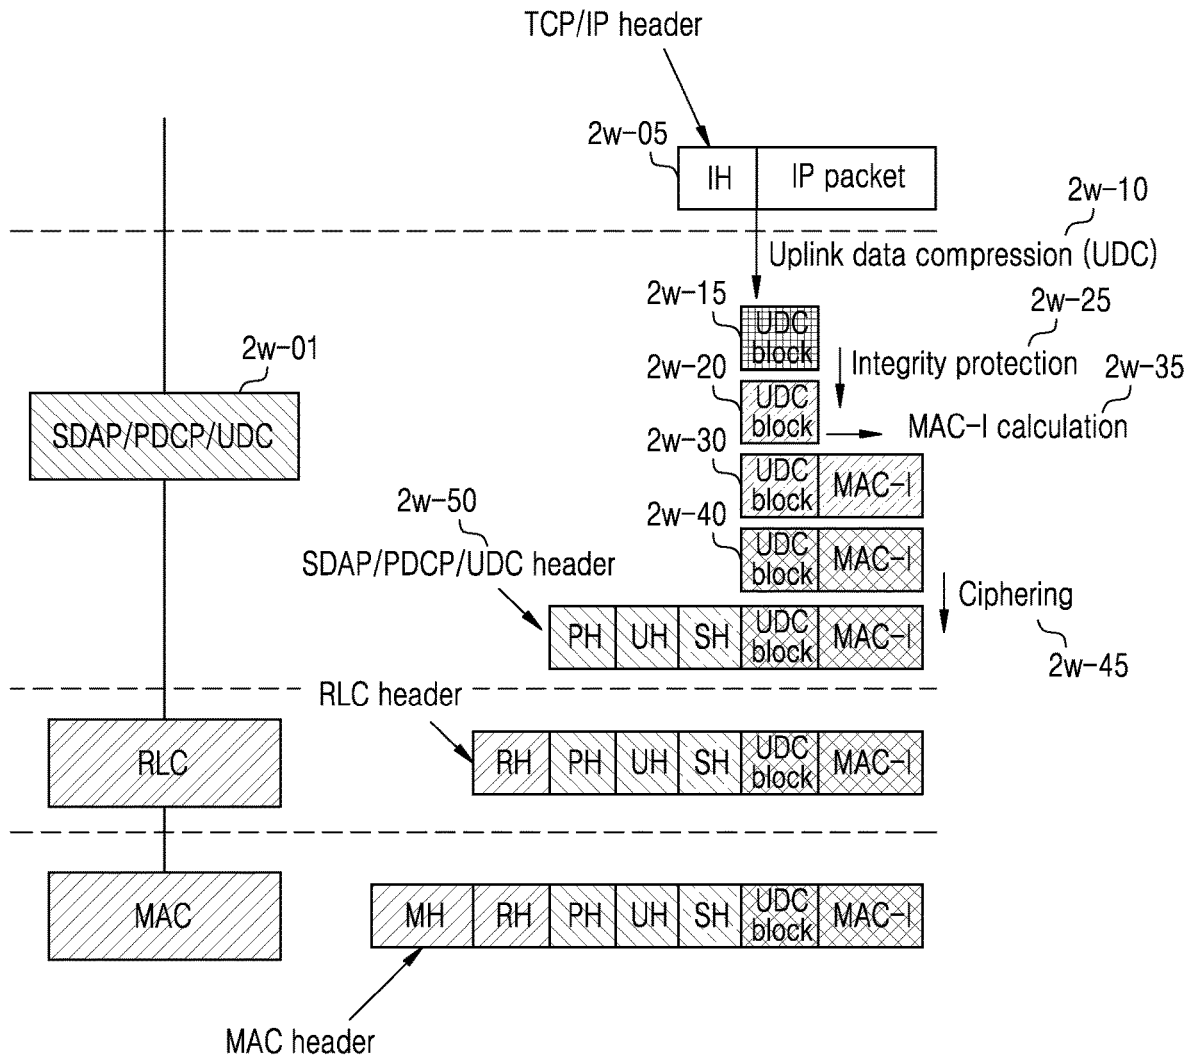 TCP/IP header
2w-05
IH
IP packet
2w-10
Uplink data compression (UDC)
2w-15
UDC
block
2w-25
Integrity protection
2w-01
SDAP/PDCP/UDC
2w-20
UDC
block
2w-35
MAC-I calculation
2w-30
UDC
block
MAC-I
2w-50
SDAP/PDCP/UDC header
2w-40
UDC
block
MAC-I
Ciphering
2w-45
PH
UH
SH
UDC
block
MAC-I
RLC header
RLC
RH
PH
UH
SH
UDC
block
MAC-I
MAC
MH
RH
PH
UH
SH
UDC
block
MAC-I
MAC header